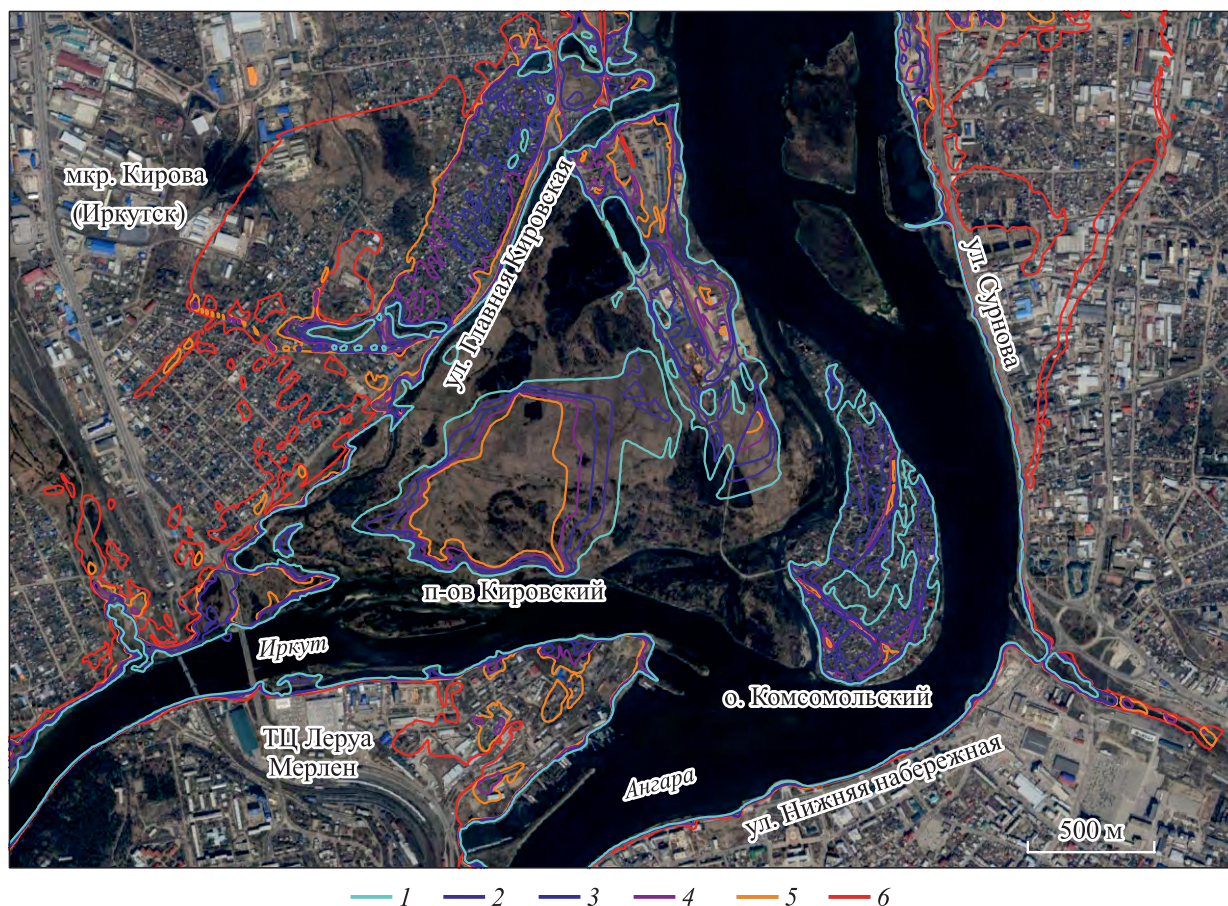 мкр. Кирова
(Иркутск)
ул. Главная Кировская
ул. Сурнова
п-ов Кировский
Иркут
о. Комсомольский
ТЦ Леруа
Мерлен
Ангара
ул. Нижняя набережная
500 м
1 2 3 4 5 6